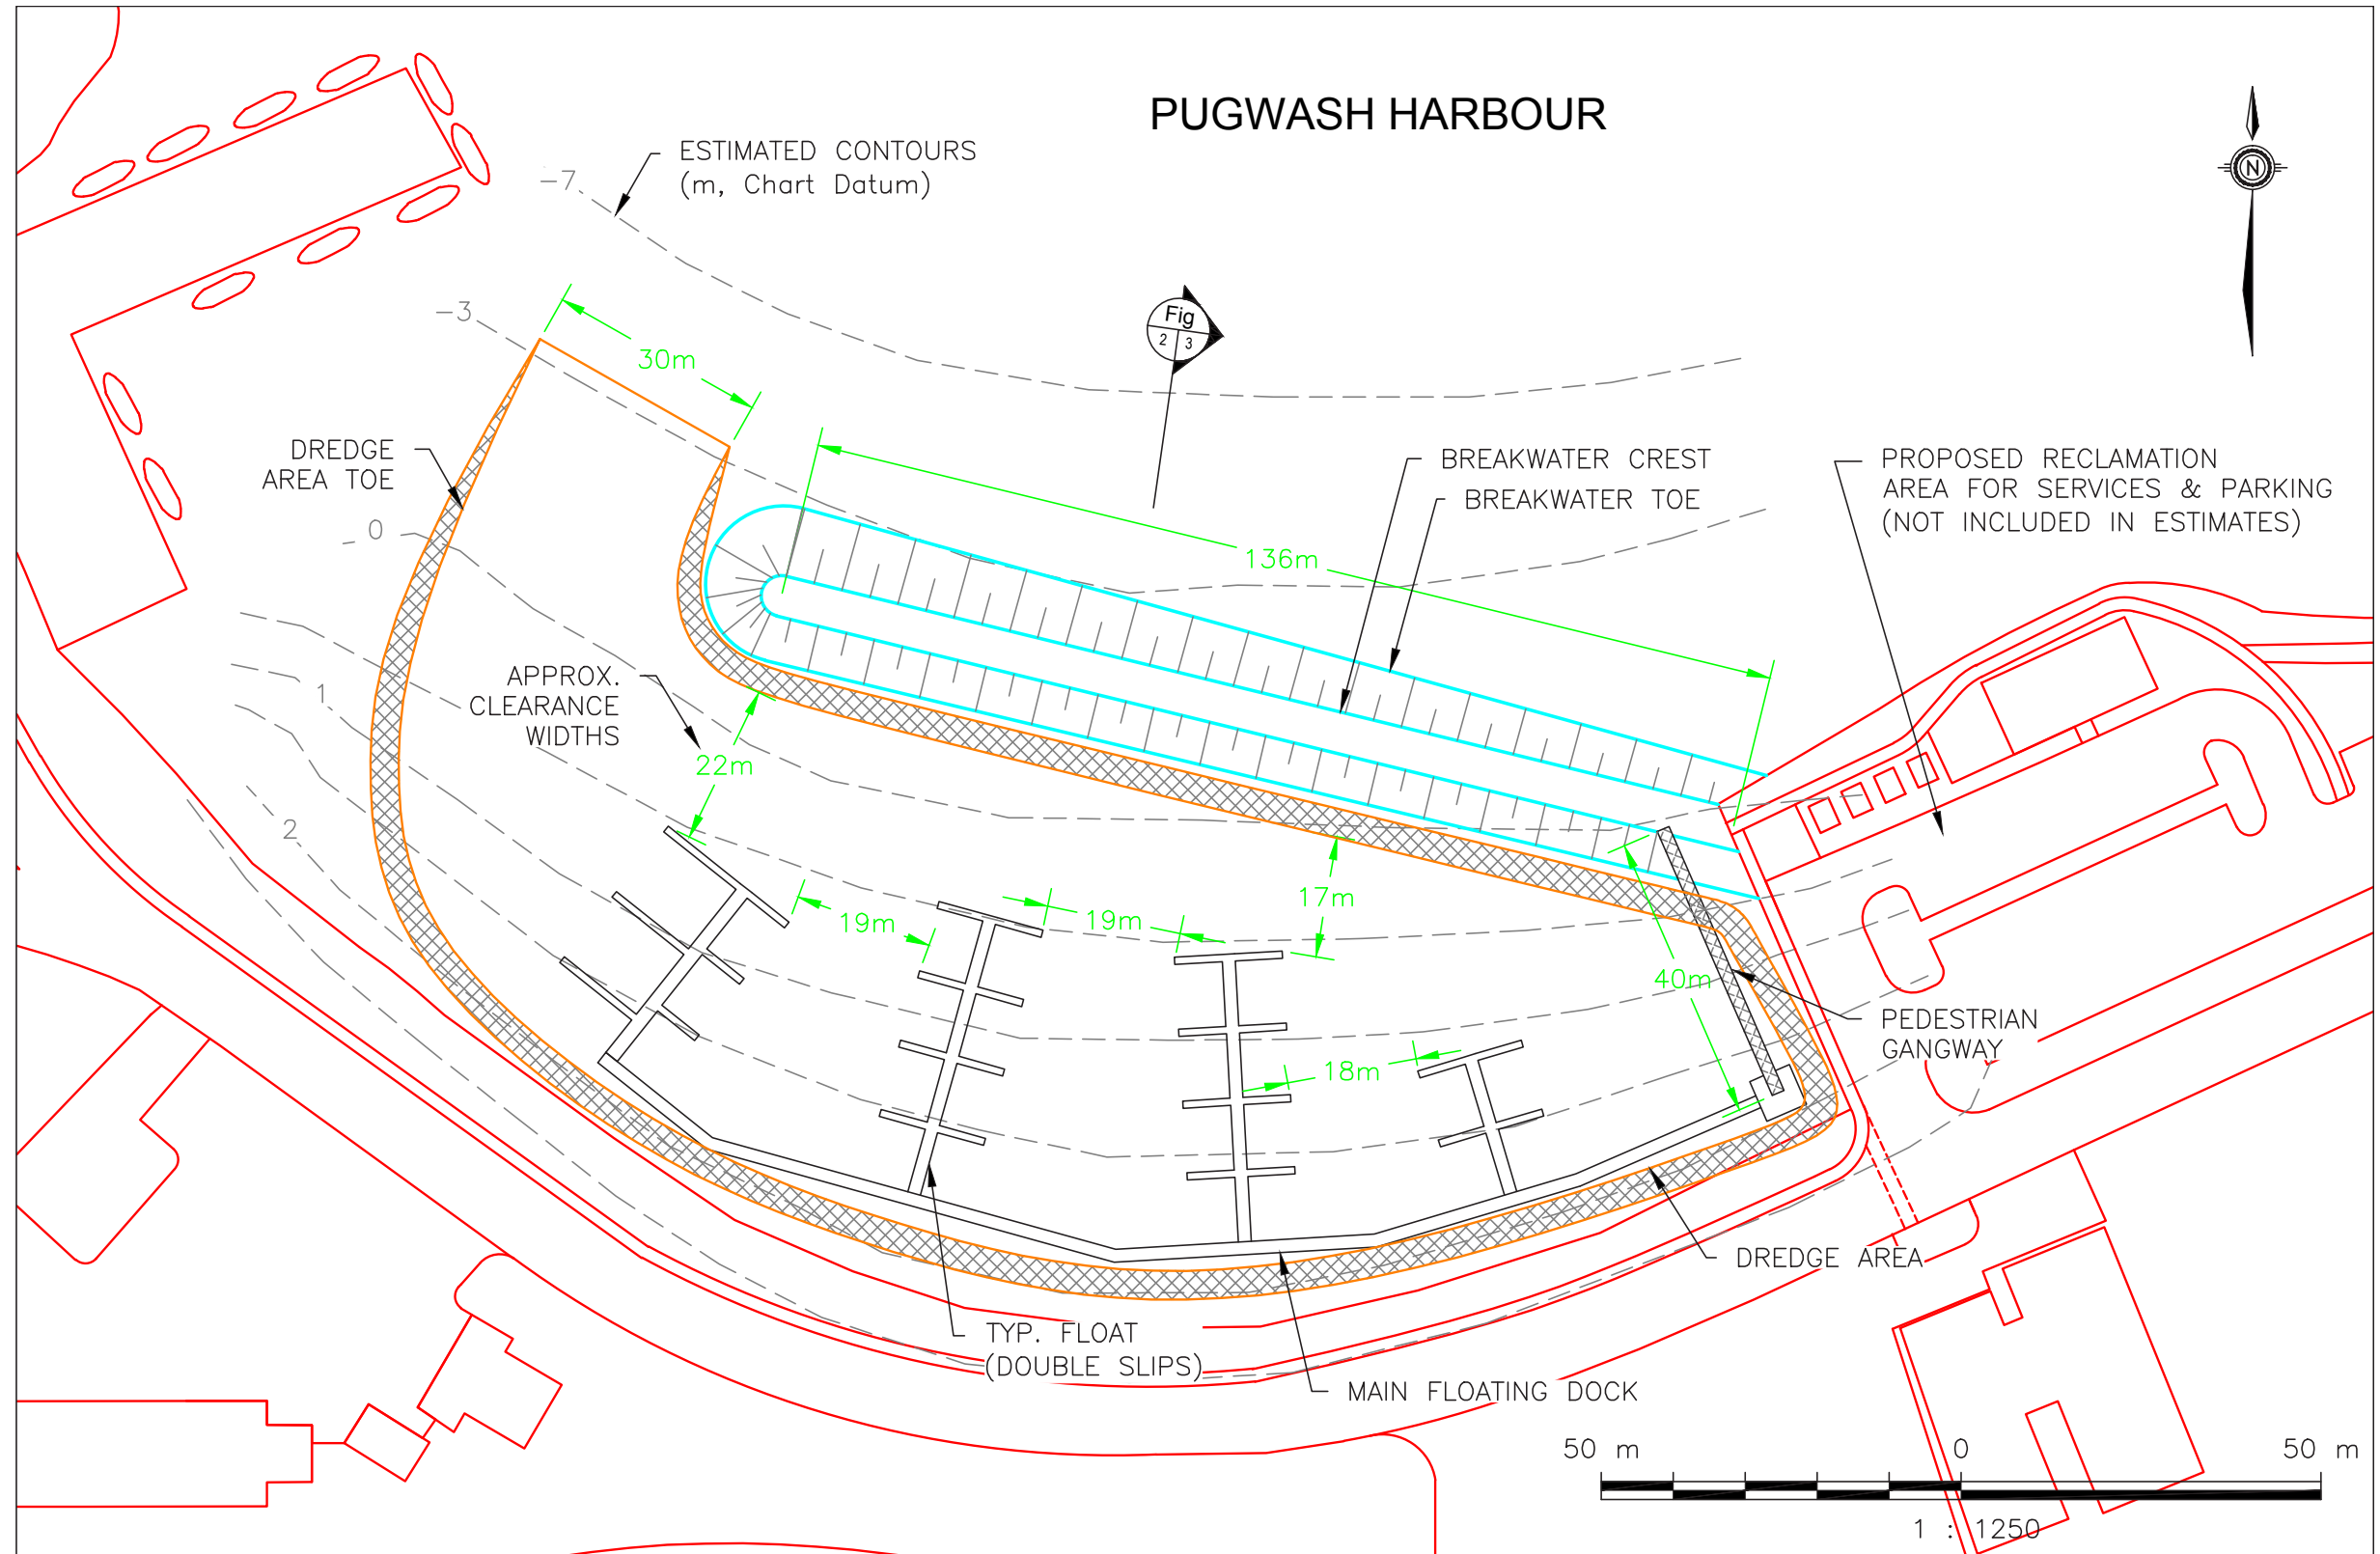 PUGWASH HARBOUR
ESTIMATED CONTOURS
(m, Chart Datum)
-7
N
-3
Fig
2 3
30m
DREDGE
AREA TOE
BREAKWATER CREST
BREAKWATER TOE
PROPOSED RECLAMATION
AREA FOR SERVICES & PARKING
(NOT INCLUDED IN ESTIMATES)
0
136m
APPROX.
CLEARANCE
WIDTHS
1
22m
2
19m
19m
17m
40m
18m
PEDESTRIAN
GANGWAY
DREDGE AREA
TYP. FLOAT
(DOUBLE SLIPS)
MAIN FLOATING DOCK
50 m 0 50 m
1 : 1250